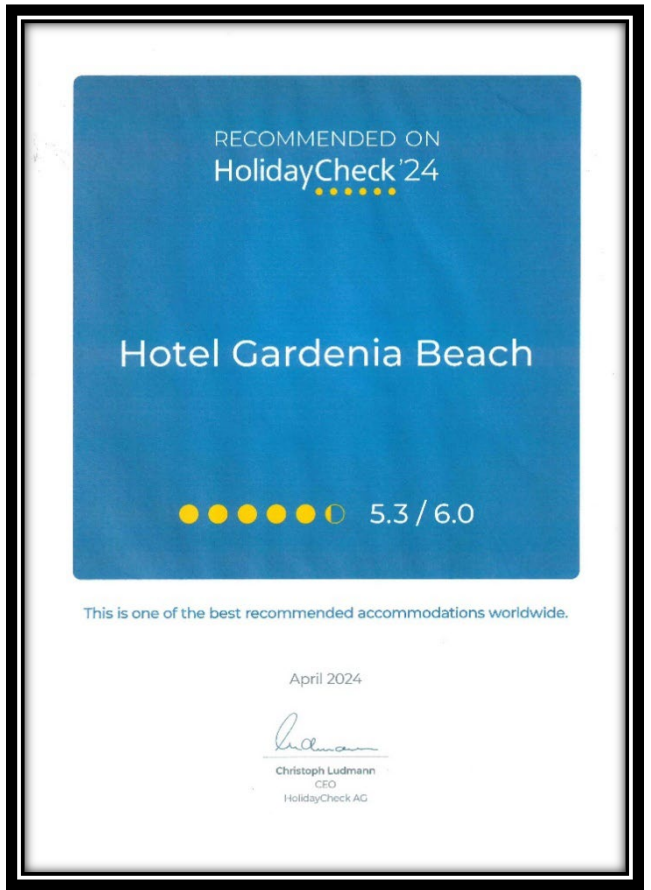 RECOMMENDED ON
HolidayCheck '24
Hotel Gardenia Beach
5.3 / 6.0
This is one of the best recommended accommodations worldwide.
April 2024
Ludmann
Christoph Ludmann
CEO
HolidayCheck AG